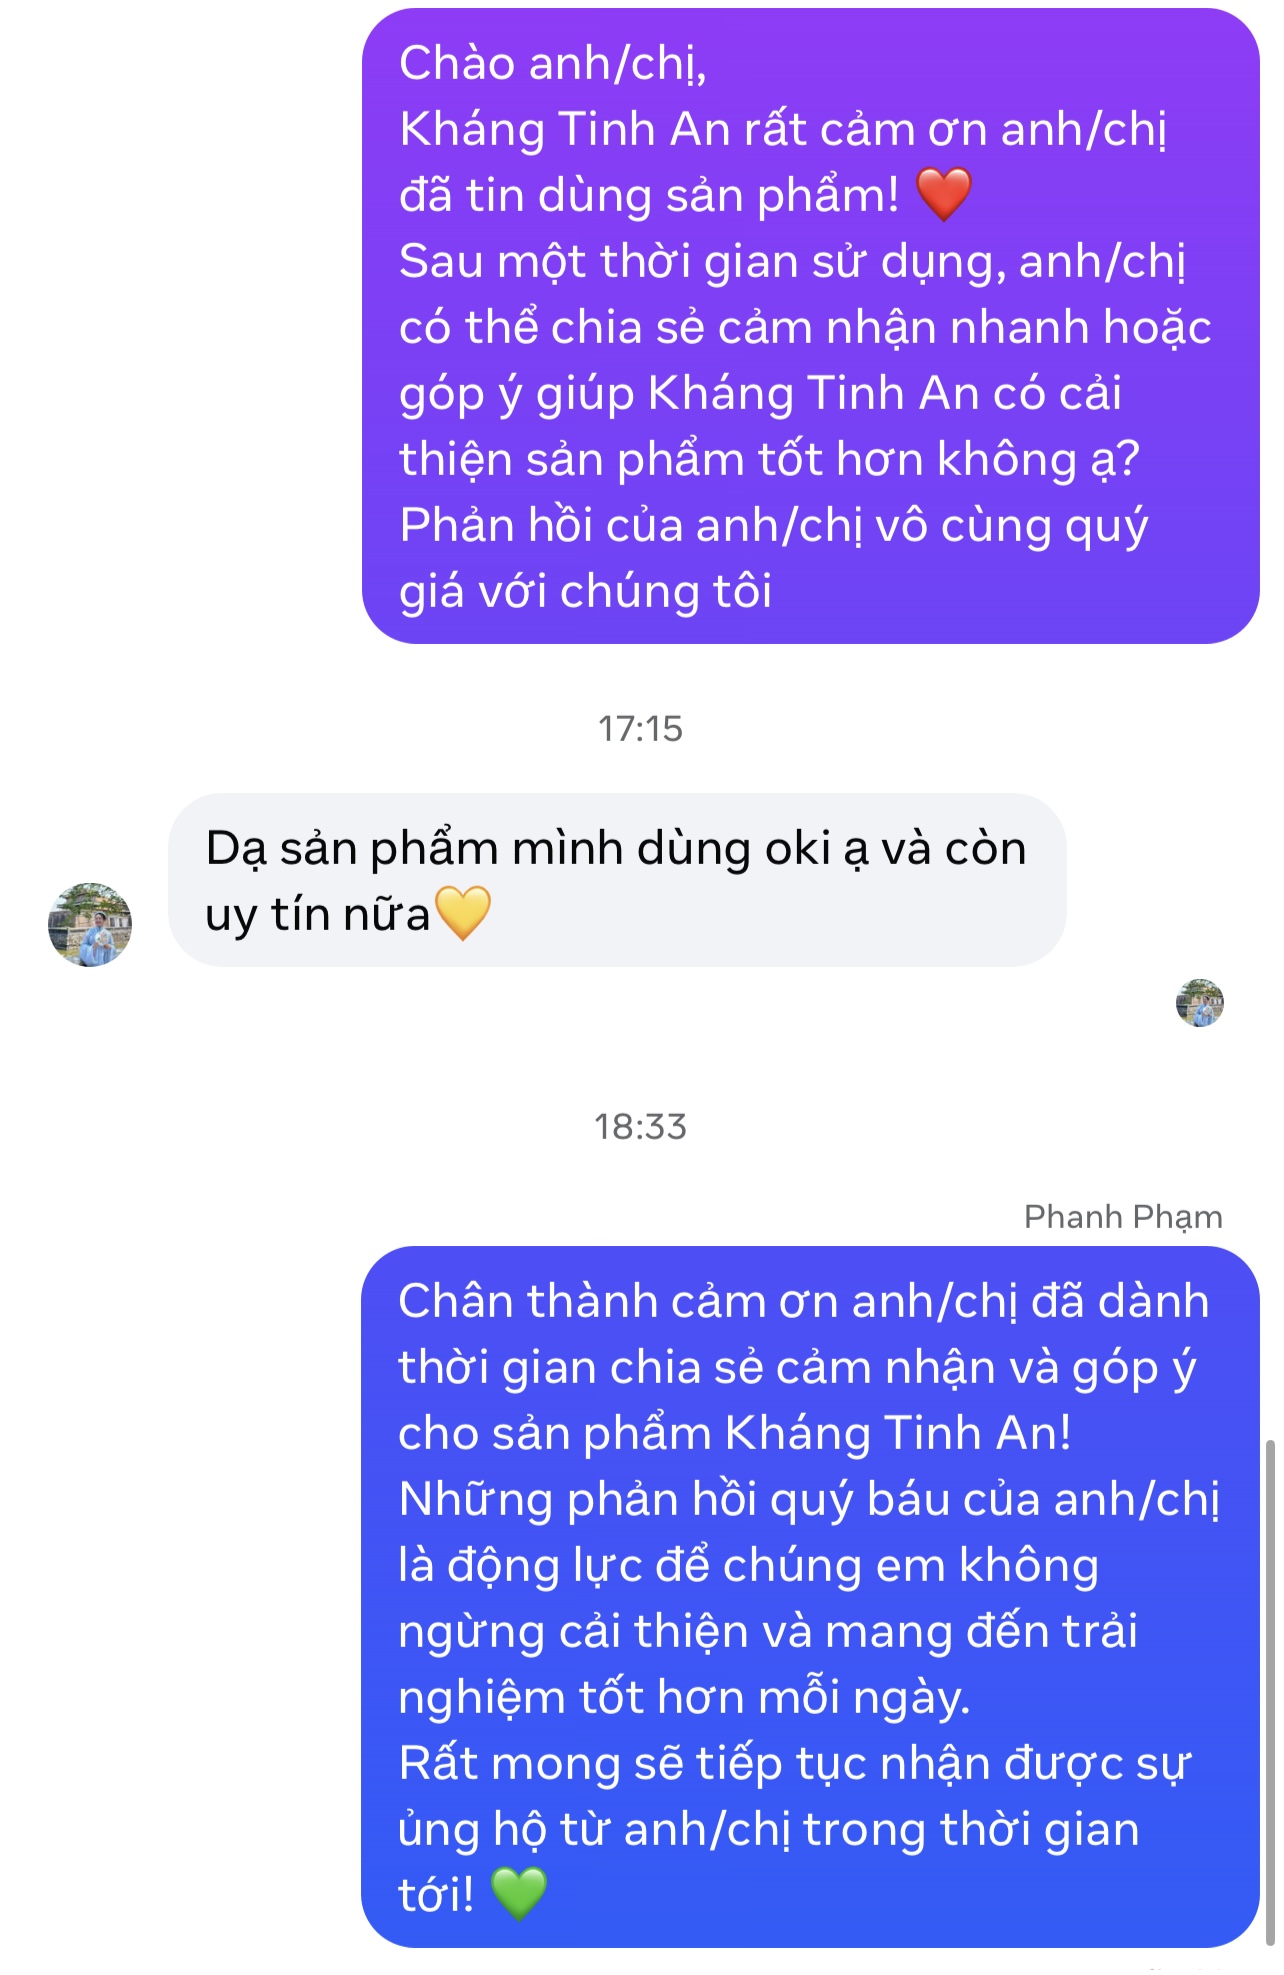 Chào anh/chị,
Kháng Tinh An rất cảm ơn anh/chị
đã tin dùng sản phẩm! ❤️
Sau một thời gian sử dụng, anh/chị
có thể chia sẻ cảm nhận nhanh hoặc
góp ý giúp Kháng Tinh An có cải
thiện sản phẩm tốt hơn không ạ?
Phản hồi của anh/chị vô cùng quý
giá với chúng tôi
17:15
Dạ sản phẩm mình dùng oki ạ và còn
uy tín nữa💛
18:33
Phanh Phạm
Chân thành cảm ơn anh/chị đã dành
thời gian chia sẻ cảm nhận và góp ý
cho sản phẩm Kháng Tinh An!
Những phản hồi quý báu của anh/chị
là động lực để chúng em không
ngừng cải thiện và mang đến trải
nghiệm tốt hơn mỗi ngày.
Rất mong sẽ tiếp tục nhận được sự
ủng hộ từ anh/chị trong thời gian
tới! 💚